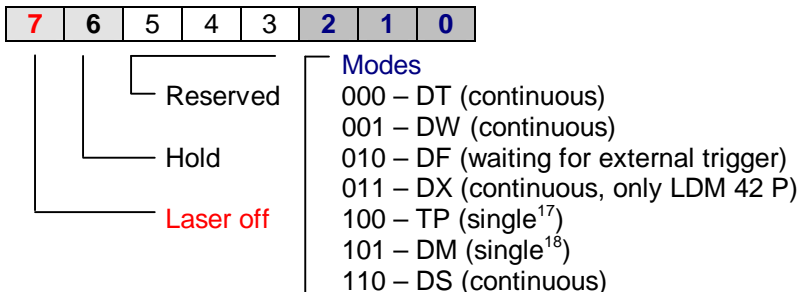 7 6 5 4 3 2 1 0
Modes
Reserved
000 – DT (continuous)
001 – DW (continuous)
Hold
010 – DF (waiting for external trigger)
011 – DX (continuous, only LDM 42 P)
Laser off
100 – TP (single17)
101 – DM (single18)
110 – DS (continuous)